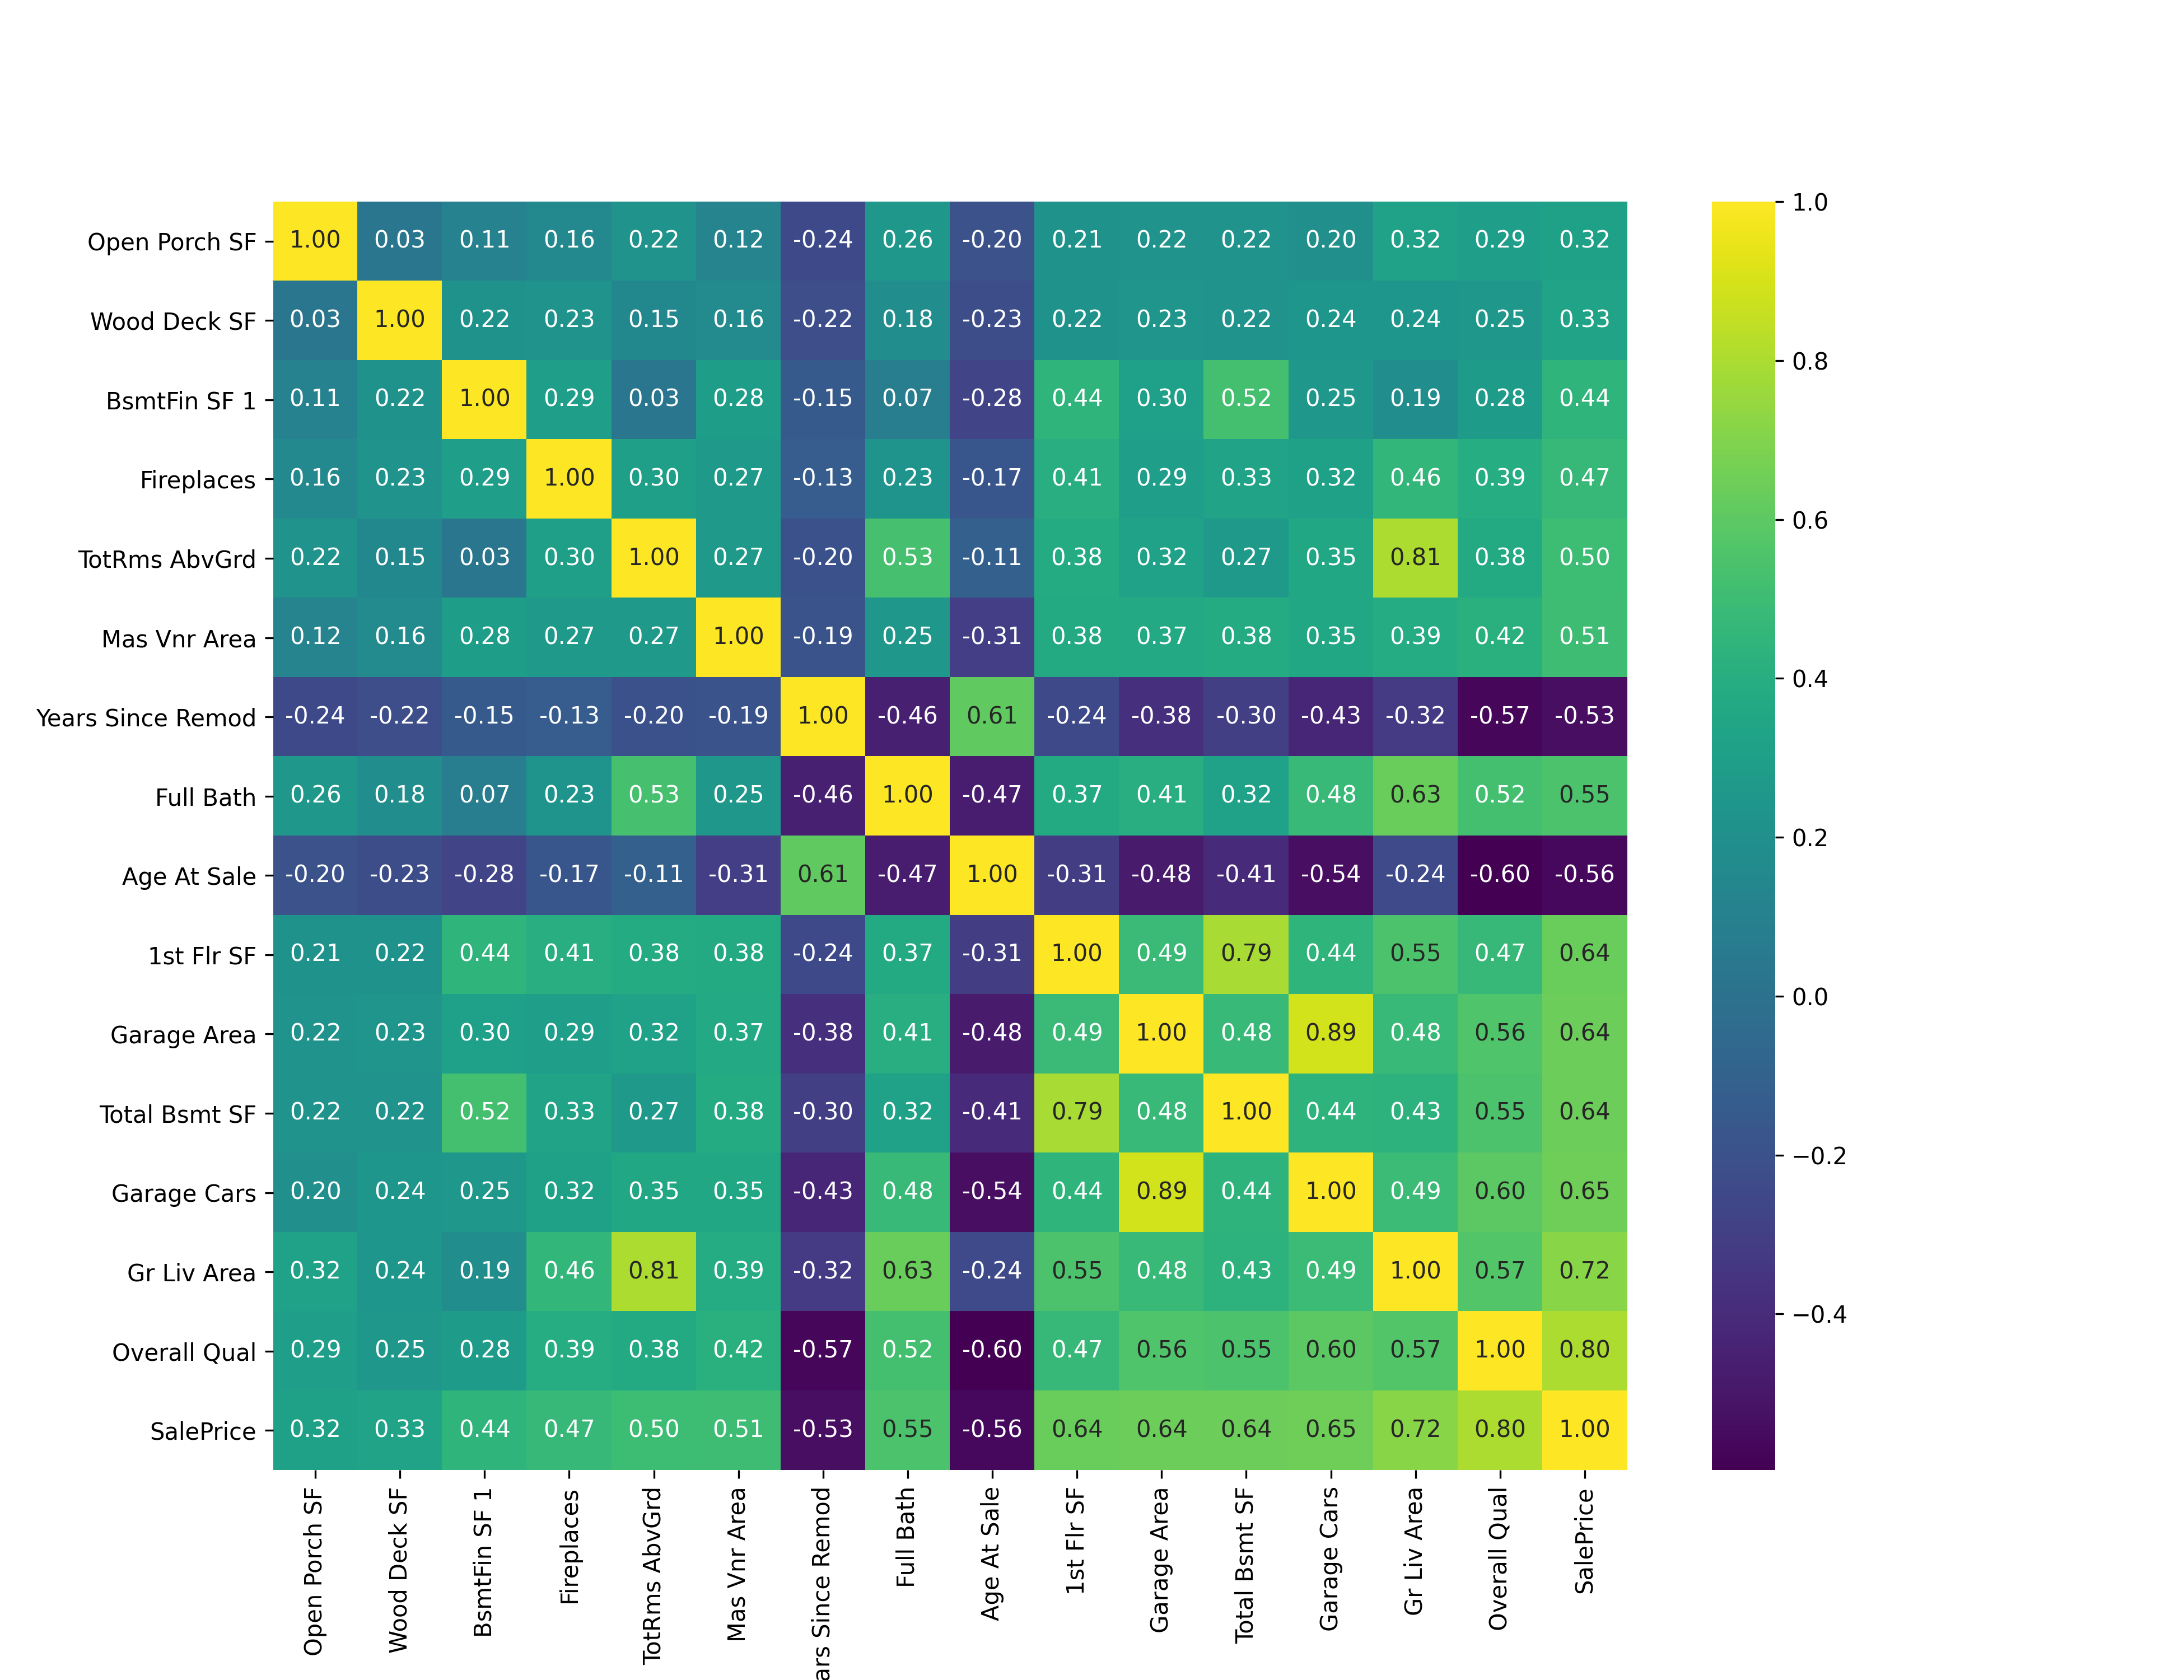 Open Porch SF 1.00 0.03 0.11 0.16 0.22 0.12 -0.24 0.26 -0.20 0.21 0.22 0.22 0.20 0.32 0.29 0.32
Wood Deck SF 0.03 1.00 0.22 0.23 0.15 0.16 -0.22 0.18 -0.23 0.22 0.23 0.22 0.24 0.24 0.25 0.33
BsmtFin SF 1 0.11 0.22 1.00 0.29 0.03 0.28 -0.15 0.07 -0.28 0.44 0.30 0.52 0.25 0.19 0.28 0.44
Fireplaces 0.16 0.23 0.29 1.00 0.30 0.27 -0.13 0.23 -0.17 0.41 0.29 0.33 0.32 0.46 0.39 0.47
TotRms AbvGrd 0.22 0.15 0.03 0.30 1.00 0.27 -0.20 0.53 -0.11 0.38 0.32 0.27 0.35 0.81 0.38 0.50
Mas Vnr Area 0.12 0.16 0.28 0.27 0.27 1.00 -0.19 0.25 -0.31 0.38 0.37 0.38 0.35 0.39 0.42 0.51
Years Since Remod -0.24 -0.22 -0.15 -0.13 -0.20 -0.19 1.00 -0.46 0.61 -0.24 -0.38 -0.30 -0.43 -0.32 -0.57 -0.53
Full Bath 0.26 0.18 0.07 0.23 0.53 0.25 -0.46 1.00 -0.47 0.37 0.41 0.32 0.48 0.63 0.52 0.55
Age At Sale -0.20 -0.23 -0.28 -0.17 -0.11 -0.31 0.61 -0.47 1.00 -0.31 -0.48 -0.41 -0.54 -0.24 -0.60 -0.56
1st Flr SF 0.21 0.22 0.44 0.41 0.38 0.38 -0.24 0.37 -0.31 1.00 0.49 0.79 0.44 0.55 0.47 0.64
Garage Area 0.22 0.23 0.30 0.29 0.32 0.37 -0.38 0.41 -0.48 0.49 1.00 0.48 0.89 0.48 0.56 0.64
Total Bsmt SF 0.22 0.22 0.52 0.33 0.27 0.38 -0.30 0.32 -0.41 0.79 0.48 1.00 0.44 0.43 0.55 0.64
Garage Cars 0.20 0.24 0.25 0.32 0.35 0.35 -0.43 0.48 -0.54 0.44 0.89 0.44 1.00 0.49 0.60 0.65
Gr Liv Area 0.32 0.24 0.19 0.46 0.81 0.39 -0.32 0.63 -0.24 0.55 0.48 0.43 0.49 1.00 0.57 0.72
Overall Qual 0.29 0.25 0.28 0.39 0.38 0.42 -0.57 0.52 -0.60 0.47 0.56 0.55 0.60 0.57 1.00 0.80
SalePrice 0.32 0.33 0.44 0.47 0.50 0.51 -0.53 0.55 -0.56 0.64 0.64 0.64 0.65 0.72 0.80 1.00
Open Porch SF
Wood Deck SF
BsmtFin SF 1
Fireplaces
TotRms AbvGrd
Mas Vnr Area
ars Since Remod
Full Bath
Age At Sale
1st Flr SF
Garage Area
Total Bsmt SF
Garage Cars
Gr Liv Area
Overall Qual
SalePrice
1.0
0.8
0.6
0.4
0.2
0.0
−0.2
−0.4